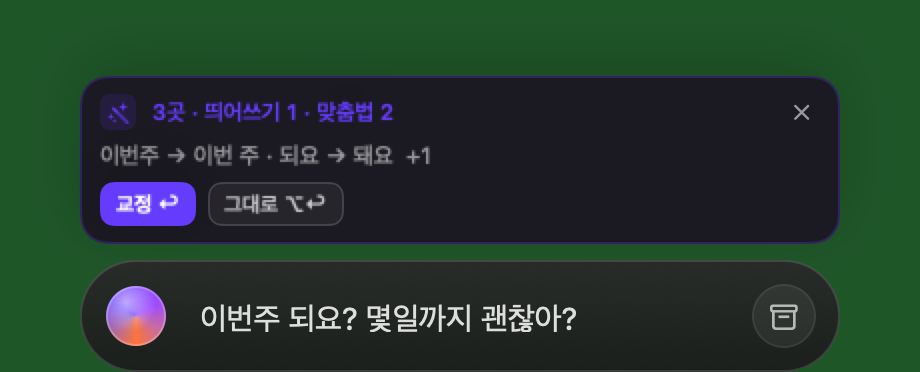 3곳 · 띄어쓰기 1 · 맞춤법 2
이번주 → 이번 주 · 되요 → 돼요 +1
교정 ↩ 그대로 ⌥↩
이번주 되요? 몇일까지 괜찮아?